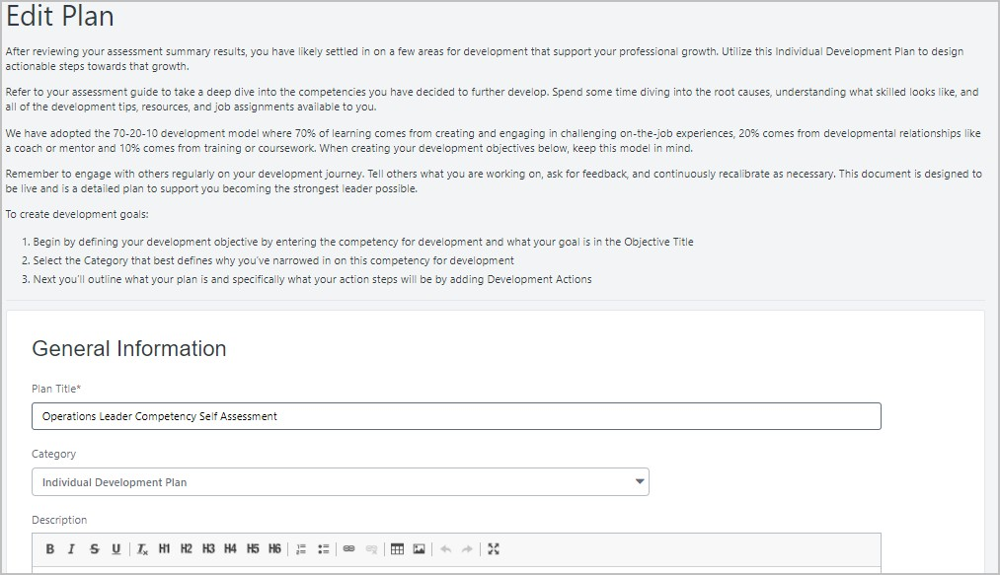 Edit Plan
After reviewing your assessment summary results, you have likely settled in on a few areas for development that support your professional growth. Utilize this Individual Development Plan to design
actionable steps towards that growth.
Refer to your assessment guide to take a deep dive into the competencies you have decided to further develop. Spend some time diving into the root causes, understanding what skilled looks like, and
all of the development tips, resources, and job assignments available to you.
We have adopted the 70-20-10 development model where 70% of learning comes from creating and engaging in challenging on-the-job experiences, 20% comes from developmental relationships like
a coach or mentor and 10% comes from training or coursework. When creating your development objectives below, keep this model in mind.
Remember to engage with others regularly on your development journey. Tell others what you are working on, ask for feedback, and continuously recalibrate as necessary. This document is designed to
be live and is a detailed plan to support you becoming the strongest leader possible.
To create development goals:
1. Begin by defining your development objective by entering the competency for development and what your goal is in the Objective Title
2. Select the Category that best defines why you've narrowed in on this competency for development
3. Next you'll outline what your plan is and specifically what your action steps will be by adding Development Actions
General Information
Plan Title*
Operations Leader Competency Self Assessment
Category
Individual Development Plan
Description
B I S U Tx H1 H2 H3 H4 H5 H6